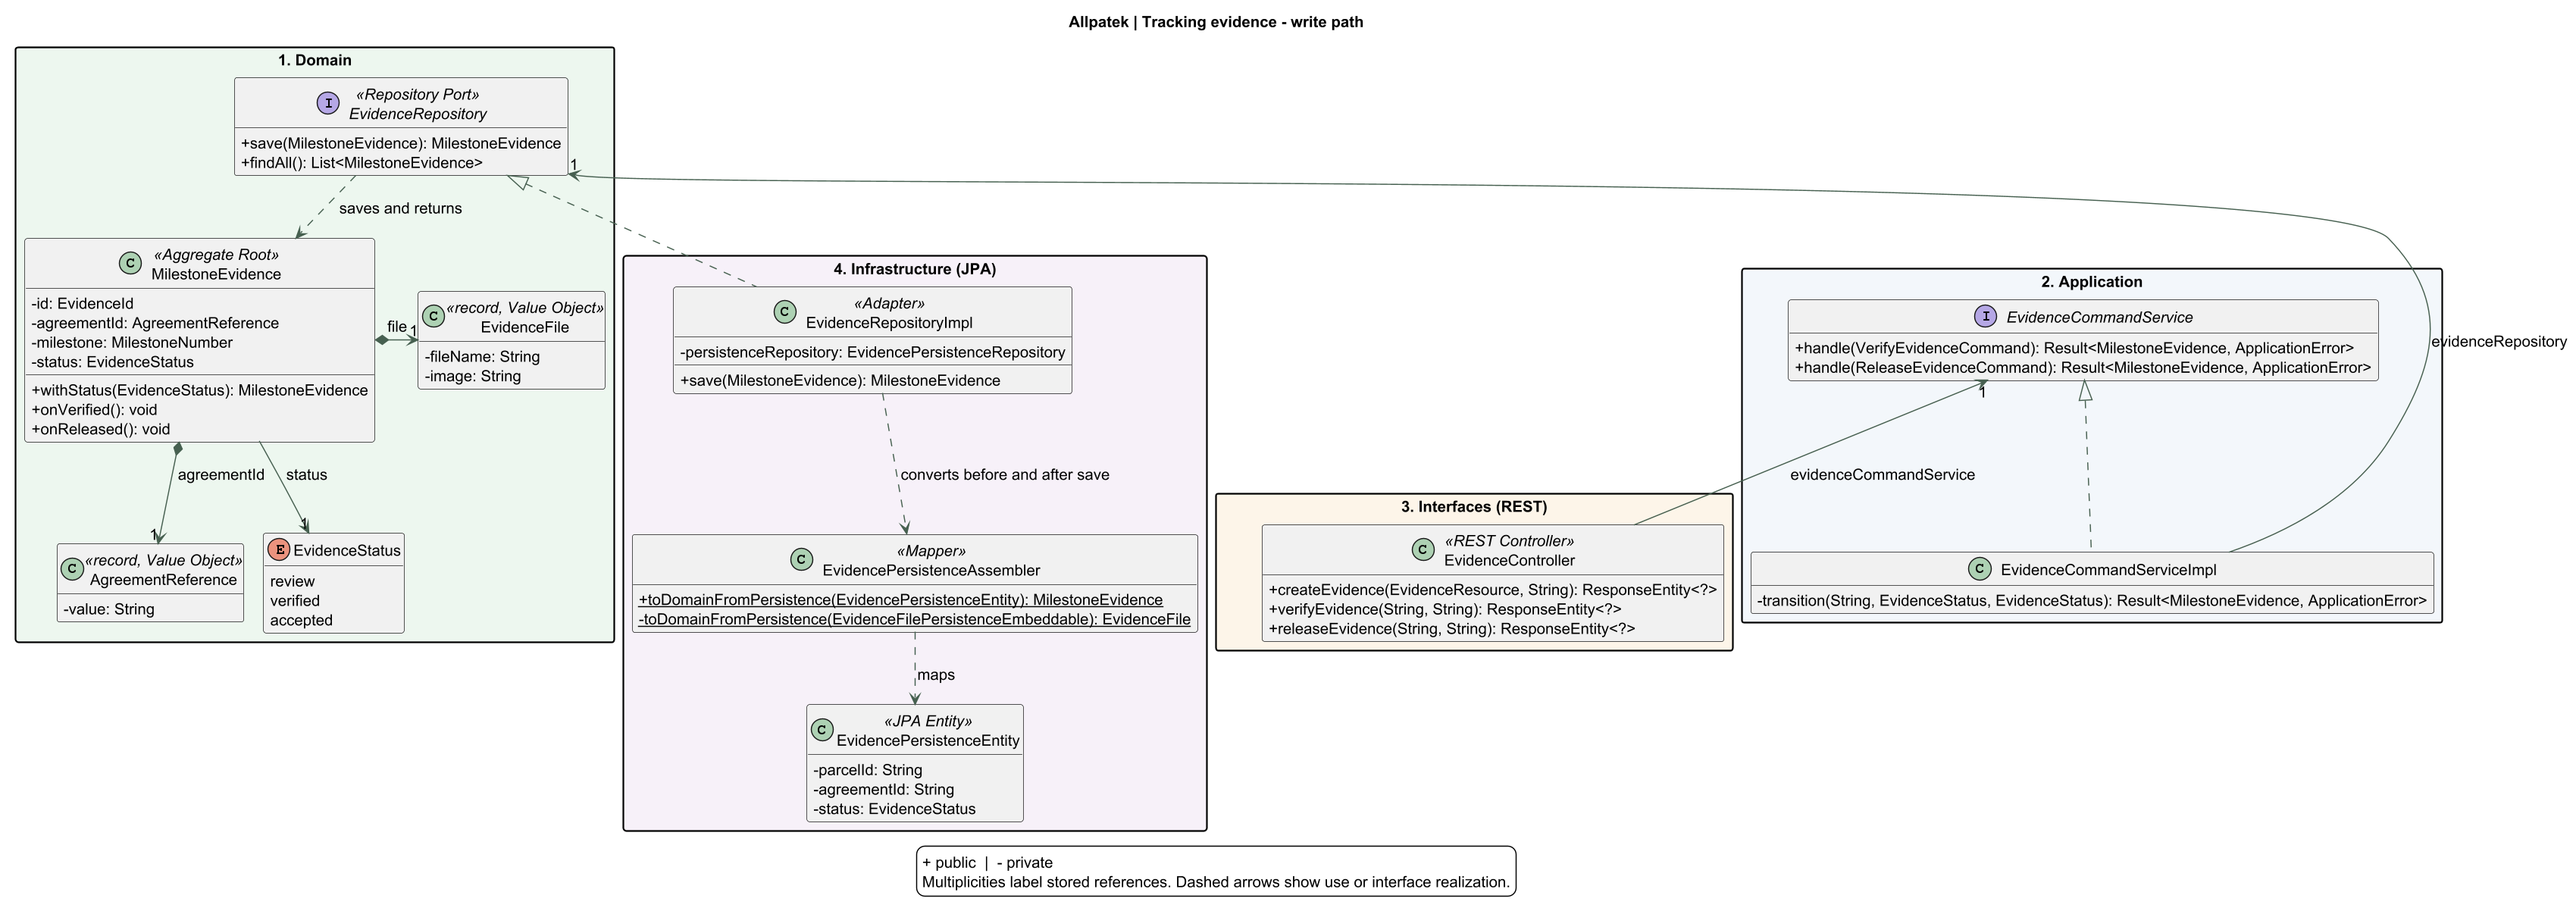 Allpatek | Tracking evidence - write path
1. Domain
I
«Repository Port»
EvidenceRepository
+save(MilestoneEvidence): MilestoneEvidence
+findAll(): List<MilestoneEvidence>
1
saves and returns
C
«Aggregate Root»
MilestoneEvidence
-id: EvidenceId
-agreementId: AgreementReference
-milestone: MilestoneNumber
-status: EvidenceStatus
+withStatus(EvidenceStatus): MilestoneEvidence
+onVerified(): void
+onReleased(): void
file
1
C
«record, Value Object»
EvidenceFile
-fileName: String
-image: String
agreementId
status
1
1
C
«record, Value Object»
AgreementReference
-value: String
E
EvidenceStatus
review
verified
accepted
4. Infrastructure (JPA)
C
«Adapter»
EvidenceRepositoryImpl
-persistenceRepository: EvidencePersistenceRepository
+save(MilestoneEvidence): MilestoneEvidence
converts before and after save
C
«Mapper»
EvidencePersistenceAssembler
+toDomainFromPersistence(EvidencePersistenceEntity): MilestoneEvidence
-toDomainFromPersistence(EvidenceFilePersistenceEmbeddable): EvidenceFile
maps
C
«JPA Entity»
EvidencePersistenceEntity
-parcelId: String
-agreementId: String
-status: EvidenceStatus
3. Interfaces (REST)
C
«REST Controller»
EvidenceController
+createEvidence(EvidenceResource, String): ResponseEntity<?>
+verifyEvidence(String, String): ResponseEntity<?>
+releaseEvidence(String, String): ResponseEntity<?>
2. Application
I
EvidenceCommandService
+handle(VerifyEvidenceCommand): Result<MilestoneEvidence, ApplicationError>
+handle(ReleaseEvidenceCommand): Result<MilestoneEvidence, ApplicationError>
1
evidenceCommandService
evidenceRepository
C
EvidenceCommandServiceImpl
-transition(String, EvidenceStatus, EvidenceStatus): Result<MilestoneEvidence, ApplicationError>
+ public | - private
Multiplicities label stored references. Dashed arrows show use or interface realization.